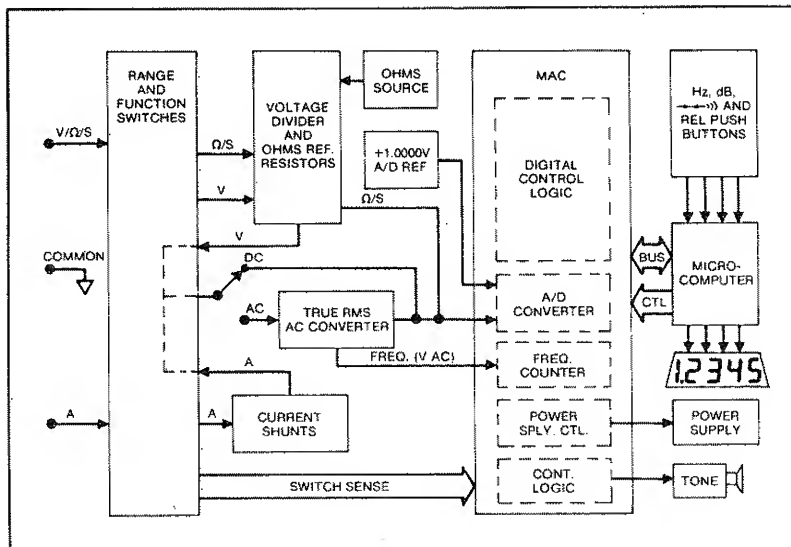 RANGE
AND
FUNCTION
SWITCHES
V/Ω/S
COMMON
A
Ω/S
V
V
DC
AC
A
A
VOLTAGE
DIVIDER
AND
OHMS REF.
RESISTORS
OHMS
SOURCE
+1.0000V
A/D REF
Ω/S
TRUE RMS
AC CONVERTER
FREQ. (V AC)
CURRENT
SHUNTS
SWITCH SENSE
MAC
DIGITAL
CONTROL
LOGIC
A/D
CONVERTER
FREQ.
COUNTER
POWER
SPLY. CTL.
CONT.
LOGIC
Hz, dB,
AND
REL PUSH
BUTTONS
BUS
CTL
MICRO-
COMPUTER
1.2345
POWER
SUPPLY
TONE